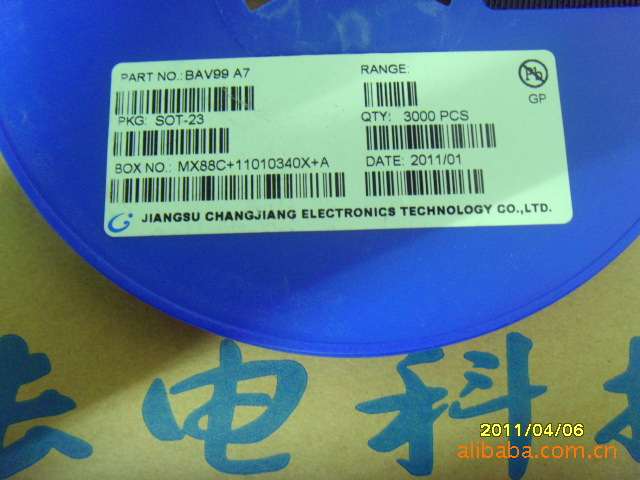 PART NO.: BAV99 A7
RANGE:
Pb
GP
PKG: SOT-23
QTY: 3000 PCS
BOX NO.: MX88C+11010340X+A
DATE: 2011/01
JIANGSU CHANGJIANG ELECTRONICS TECHNOLOGY CO.,LTD.
电科技
2011/04/06
alibaba.com.cn